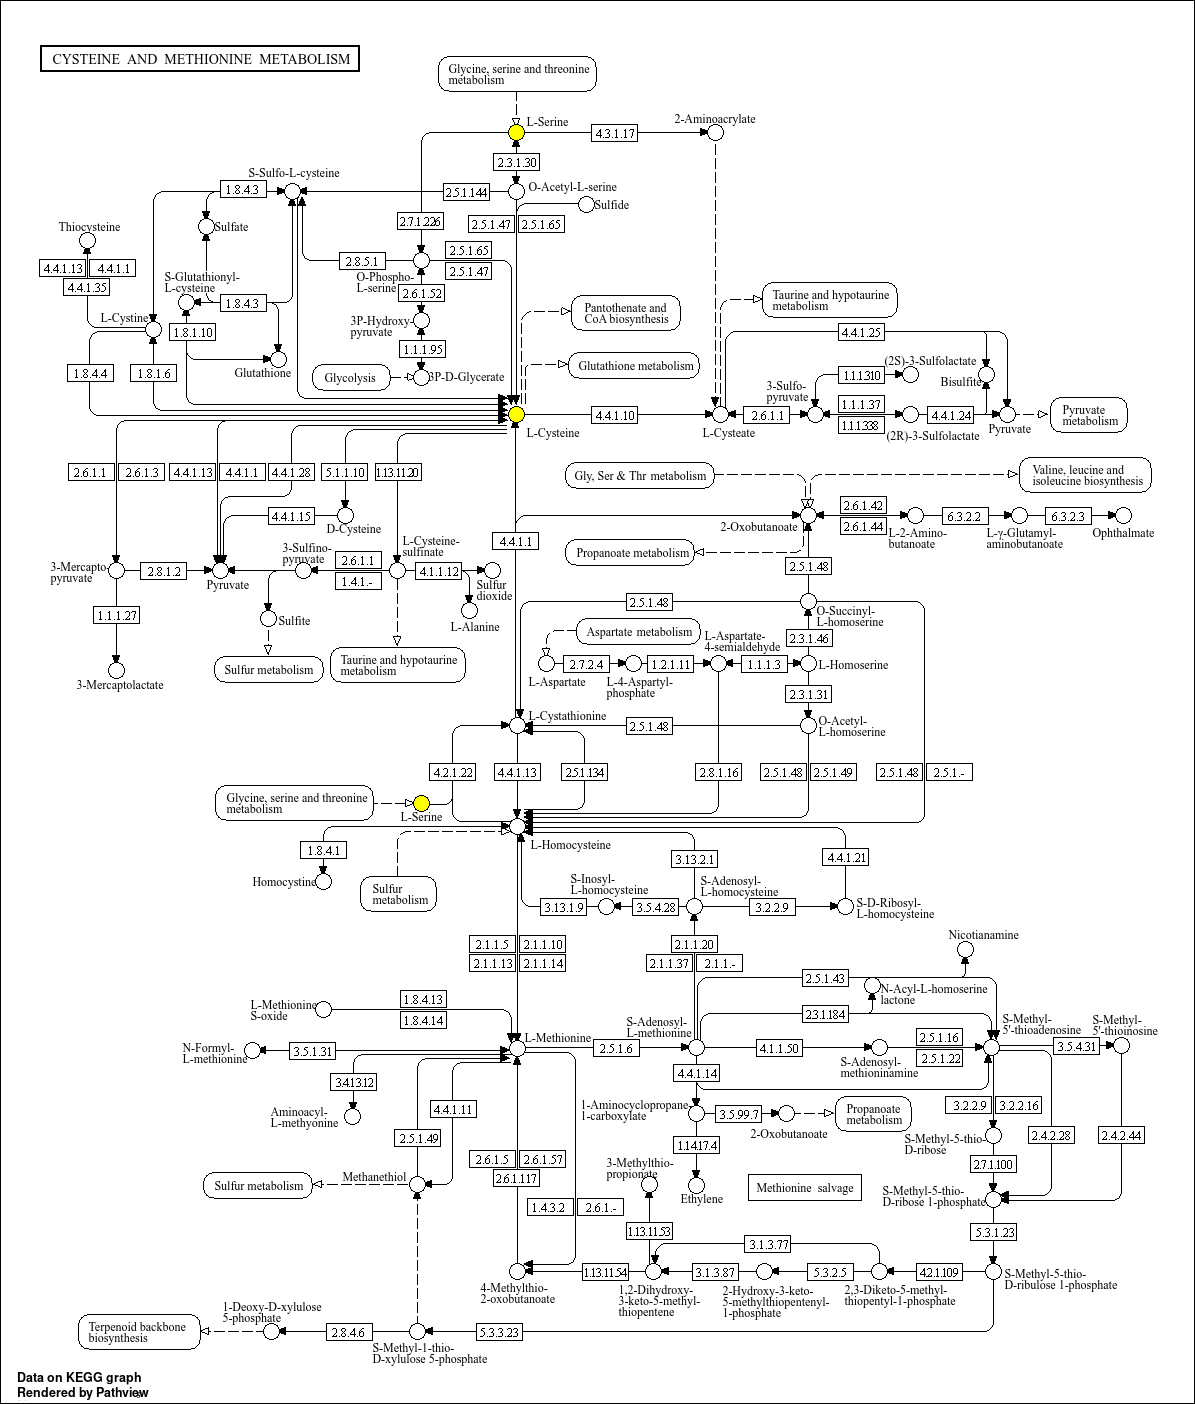 CYSTEINE AND METHIONINE METABOLISM
Glycine, serine and threonine
metabolism
L-Serine
4.3.1.17
2-Aminoacrylate
2.3.1.30
S-Sulfo-L-cysteine
1.8.4.3
2.5.1.144
O-Acetyl-L-serine
Sulfide
Thiocysteine
Sulfate
2.7.1.226
2.5.1.47
2.5.1.65
4.4.1.13
4.4.1.1
4.4.1.35
2.8.5.1
2.5.1.65
2.5.1.47
S-Glutathionyl-
L-cysteine
O-Phospho-
L-serine
2.6.1.52
1.8.4.3
Taurine and hypotaurine
metabolism
Pantothenate and
CoA biosynthesis
L-Cystine
1.8.1.10
3P-Hydroxy-
pyruvate
4.4.1.25
1.1.1.95
1.8.4.4
1.8.1.6
Glutathione
Glycolysis
3P-D-Glycerate
Glutathione metabolism
(2S)-3-Sulfolactate
1.1.1.310
Bisulfite
3-Sulfo-
pyruvate
1.1.1.37
1.1.1.338
L-Cysteine
4.4.1.10
L-Cysteate
2.6.1.1
(2R)-3-Sulfolactate
4.4.1.24
Pyruvate
Pyruvate
metabolism
2.6.1.1
2.6.1.3
4.4.1.13
4.4.1.1
4.4.1.28
5.1.1.10
1.13.11.20
Gly, Ser & Thr metabolism
Valine, leucine and
isoleucine biosynthesis
4.4.1.15
D-Cysteine
2-Oxobutanoate
2.6.1.42
2.6.1.44
L-2-Amino-
butanoate
6.3.2.2
L-γ-Glutamyl-
aminobutanoate
6.3.2.3
Ophthalmate
4.4.1.1
Propanoate metabolism
3-Mercapto-
pyruvate
2.8.1.2
Pyruvate
3-Sulfino-
pyruvate
2.6.1.1
1.4.1.-
L-Cysteine-
sulfinate
4.1.1.12
Sulfur
dioxide
2.5.1.48
1.1.1.27
Sulfite
L-Alanine
2.5.1.48
O-Succinyl-
L-homoserine
Aspartate metabolism
L-Aspartate-
4-semialdehyde
2.3.1.46
3-Mercaptolactate
Sulfur metabolism
Taurine and hypotaurine
metabolism
L-Aspartate
2.7.2.4
L-4-Aspartyl-
phosphate
1.2.1.11
1.1.1.3
L-Homoserine
2.3.1.31
L-Cystathionine
2.5.1.48
O-Acetyl-
L-homoserine
4.2.1.22
4.4.1.13
2.5.1.134
2.8.1.16
2.5.1.48
2.5.1.49
2.5.1.48
2.5.1.-
Glycine, serine and threonine
metabolism
L-Serine
L-Homocysteine
1.8.4.1
Homocystine
Sulfur
metabolism
3.13.2.1
4.4.1.21
S-Inosyl-
L-homocysteine
S-Adenosyl-
L-homocysteine
3.13.1.9
3.5.4.28
3.2.2.9
S-D-Ribosyl-
L-homocysteine
2.1.1.5
2.1.1.10
2.1.1.13
2.1.1.14
2.1.1.20
2.1.1.37
2.1.1.-
Nicotianamine
2.5.1.43
N-Acyl-L-homoserine
lactone
L-Methionine
S-oxide
1.8.4.13
1.8.4.14
2.3.1.184
S-Methyl-
5'-thioadenosine
S-Methyl-
5'-thioinosine
N-Formyl-
L-methionine
3.5.1.31
L-Methionine
2.5.1.6
S-Adenosyl-
L-methionine
4.1.1.50
S-Adenosyl-
methioninamine
2.5.1.16
2.5.1.22
3.5.4.31
3.4.13.12
Aminoacyl-
L-methyonine
4.4.1.14
4.4.1.11
1-Aminocyclopropane
1-carboxylate
3.5.99.7
2-Oxobutanoate
Propanoate
metabolism
3.2.2.9
3.2.2.16
2.5.1.49
1.14.17.4
S-Methyl-5-thio-
D-ribose
2.4.2.28
2.4.2.44
2.6.1.5
2.6.1.57
2.6.1.117
2.7.1.100
Sulfur metabolism
Methanethiol
3-Methylthio-
propionate
Ethylene
Methionine salvage
S-Methyl-5-thio-
D-ribose 1-phosphate
1.4.3.2
2.6.1.-
1.13.11.53
5.3.1.23
3.1.3.77
4-Methylthio-
2-oxobutanoate
1.13.11.54
1,2-Dihydroxy-
3-keto-5-methyl-
thiopentene
3.1.3.87
2-Hydroxy-3-keto-
5-methylthiopentenyl-
1-phosphate
5.3.2.5
2,3-Diketo-5-methyl-
thiopentyl-1-phosphate
4.2.1.109
S-Methyl-5-thio-
D-ribulose 1-phosphate
1-Deoxy-D-xylulose
5-phosphate
Terpenoid backbone
biosynthesis
2.8.4.6
S-Methyl-1-thio-
D-xylulose 5-phosphate
5.3.3.23
Data on KEGG graph
Rendered by Pathview